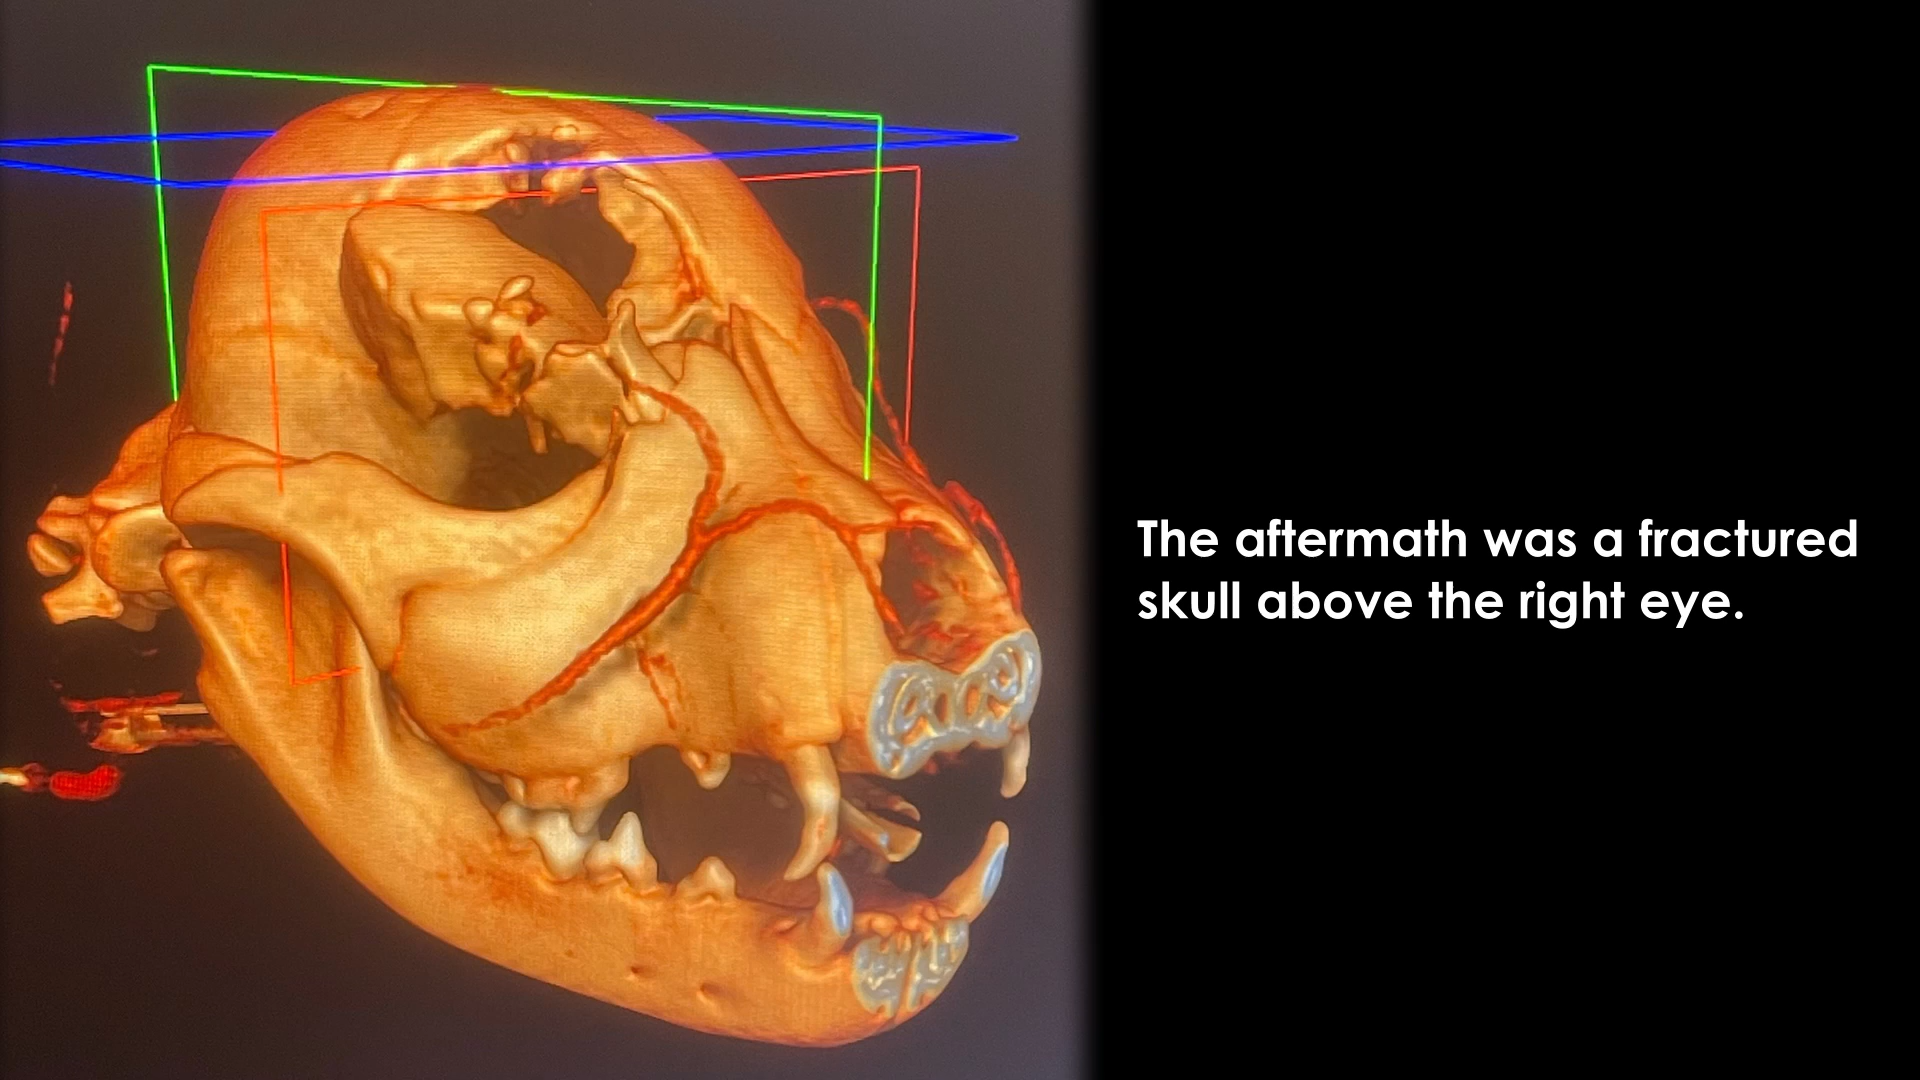 The aftermath was a fractured
skull above the right eye.